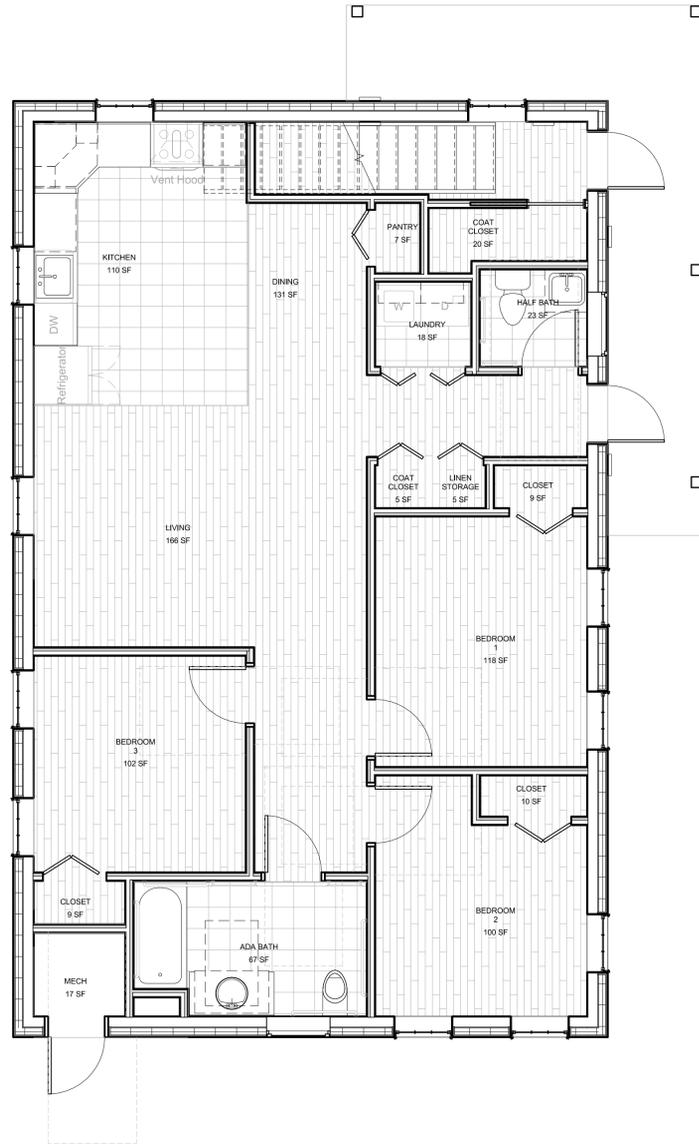 Vent Hood
KITCHEN
110 SF
DINING
131 SF
PANTRY
7 SF
COAT
CLOSET
20 SF
HALF BATH
23 SF
W
D
LAUNDRY
18 SF
DW
Refrigerator
COAT
CLOSET
5 SF
LINEN
STORAGE
5 SF
CLOSET
9 SF
LIVING
166 SF
BEDROOM
1
118 SF
BEDROOM
3
102 SF
CLOSET
10 SF
CLOSET
9 SF
BEDROOM
2
100 SF
ADA BATH
67 SF
MECH
17 SF